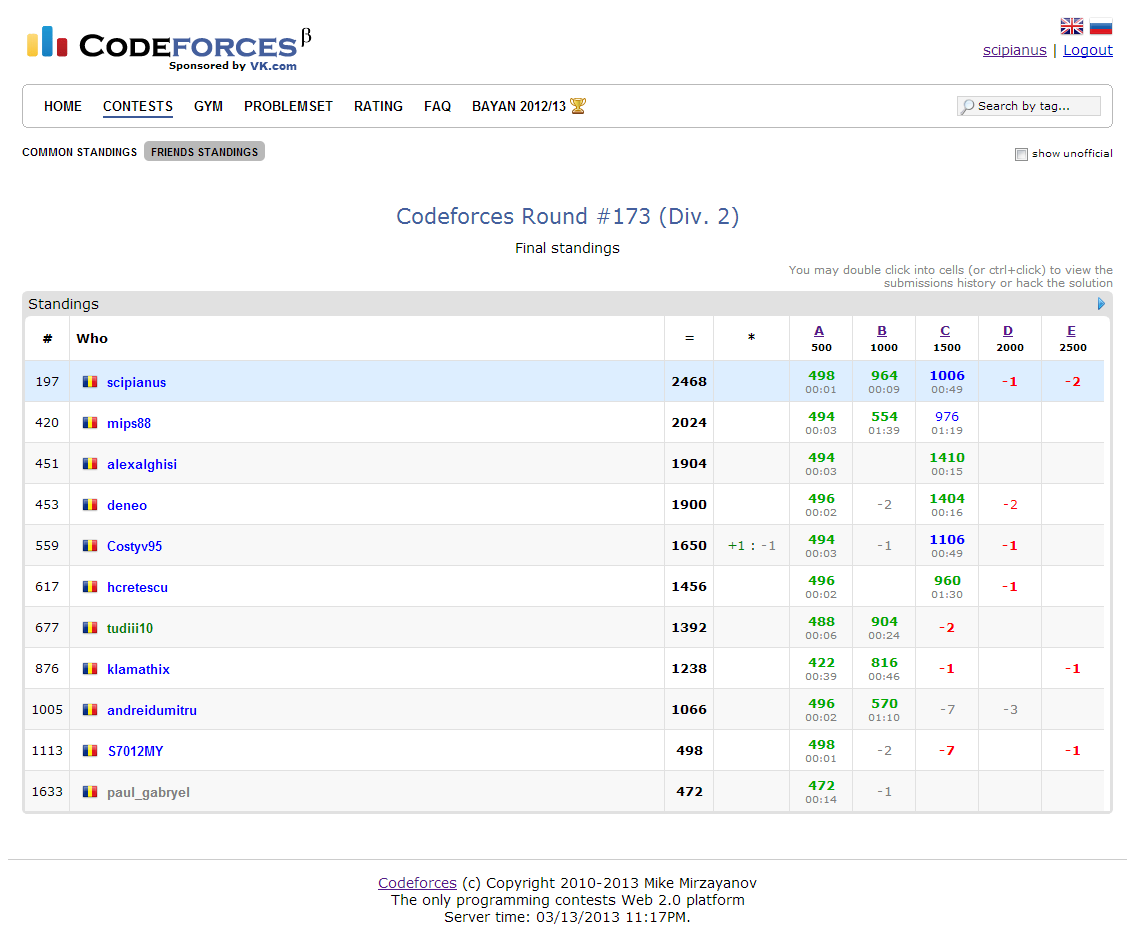 CODEFORCES β
Sponsored by VK.com
scipianus | Logout
HOME CONTESTS GYM PROBLEMSET RATING FAQ BAYAN 2012/13 Search by tag...
COMMON STANDINGS FRIENDS STANDINGS show unofficial
Codeforces Round #173 (Div. 2)
Final standings
You may double click into cells (or ctrl+click) to view the
submissions history or hack the solution
Standings
# Who = * A B C D E
500 1000 1500 2000 2500
197 scipianus 2468 498 964 1006 -1 -2
00:01 00:09 00:49
420 mips88 2024 494 554 976
00:03 01:39 01:19
451 alexalghisi 1904 494 1410
00:03 00:15
453 deneo 1900 496 -2 1404 -2
00:02 00:16
559 Costyv95 1650 +1 : -1 494 -1 1106 -1
00:03 00:49
617 hcretescu 1456 496 960 -1
00:02 01:30
677 tudiii10 1392 488 904 -2
00:06 00:24
876 klamathix 1238 422 816 -1 -1
00:39 00:46
1005 andreidumitru 1066 496 570 -7 -3
00:02 01:10
1113 S7012MY 498 498 -2 -7 -1
00:01
1633 paul_gabryel 472 472 -1
00:14
Codeforces (c) Copyright 2010-2013 Mike Mirzayanov
The only programming contests Web 2.0 platform
Server time: 03/13/2013 11:17PM.